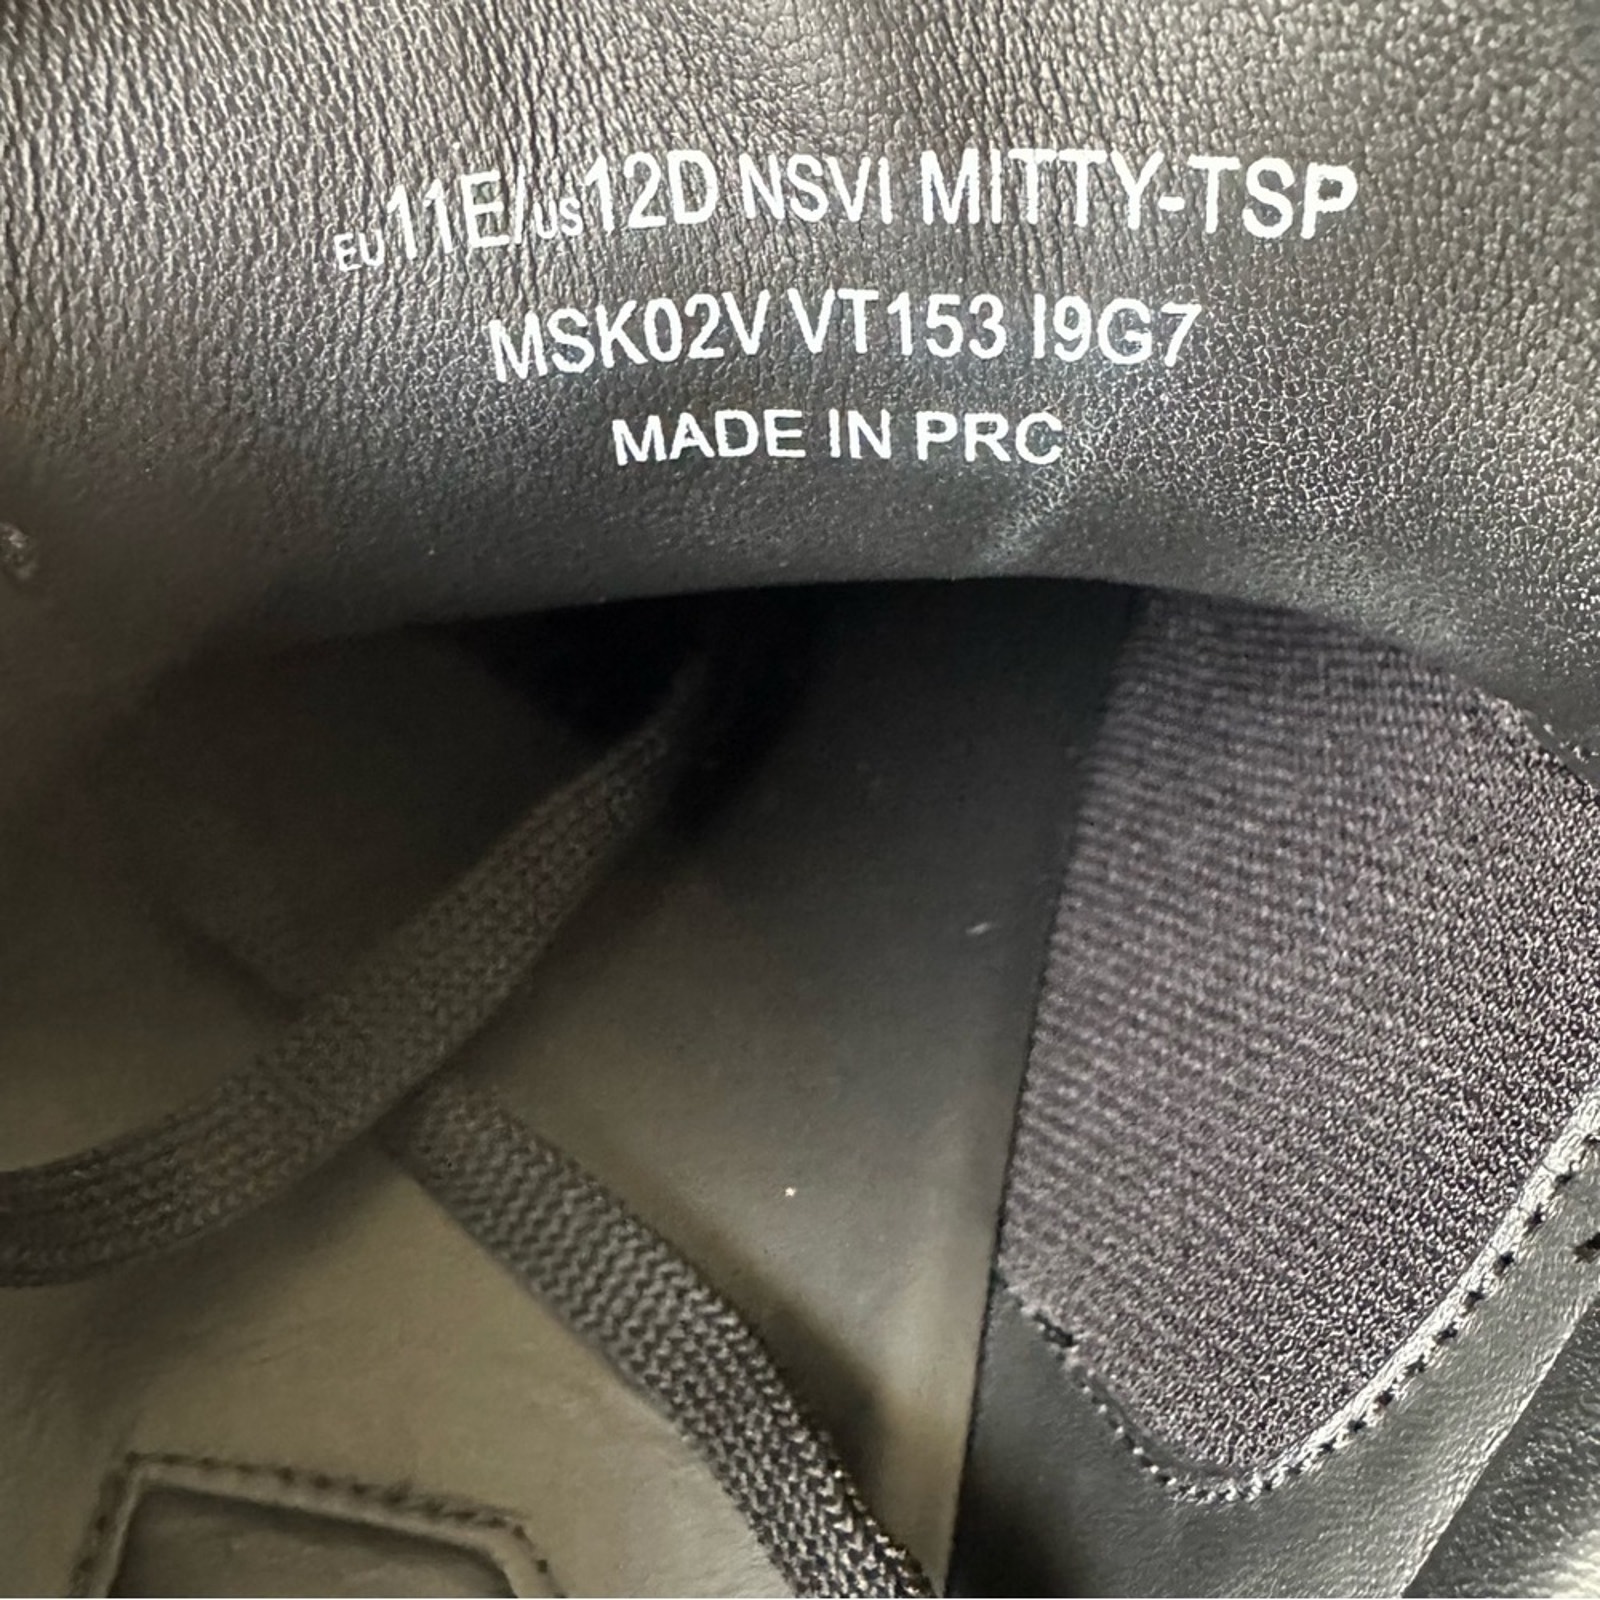 EU11E/US12D NSVI MITTY-TSP
MSK02V VT153 I9G7
MADE IN PRC